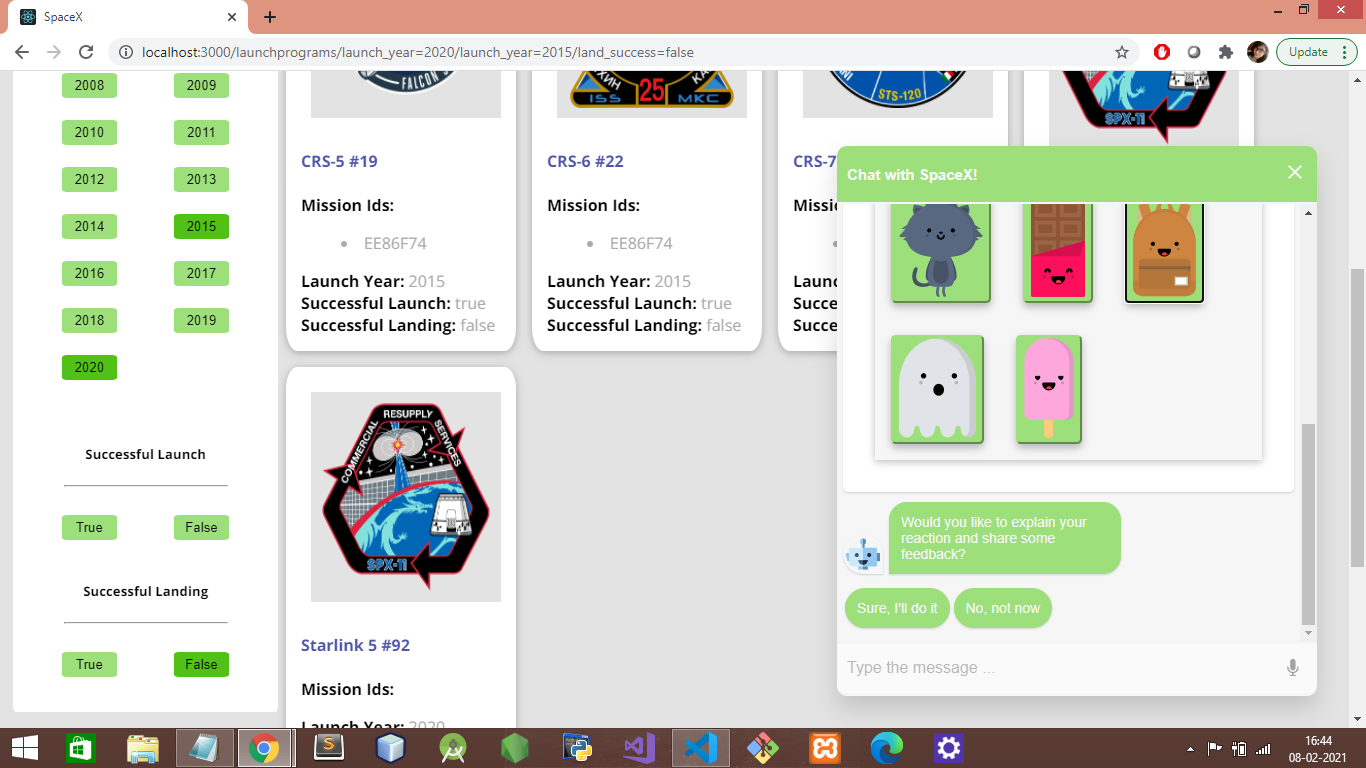 SpaceX
localhost:3000/launchprograms/launch_year=2020/launch_year=2015/land_success=false
Update
2008 2009
2010 2011
2012 2013
2014 2015
2016 2017
2018 2019
2020
Successful Launch
True False
Successful Landing
True False
FALCON
CRS-5 #19
Mission Ids:
EE86F74
Launch Year: 2015
Successful Launch: true
Successful Landing: false
ISS 25 МКС
CRS-6 #22
Mission Ids:
EE86F74
Launch Year: 2015
Successful Launch: true
Successful Landing: false
STS-120
CRS-7
SPX-11
COMMERCIAL RESUPPLY SERVICES
SPX-11
Starlink 5 #92
Mission Ids:
Launch Year: 2020
Chat with SpaceX!
Would you like to explain your
reaction and share some
feedback?
Sure, I'll do it No, not now
Type the message ...
16:44
08-02-2021